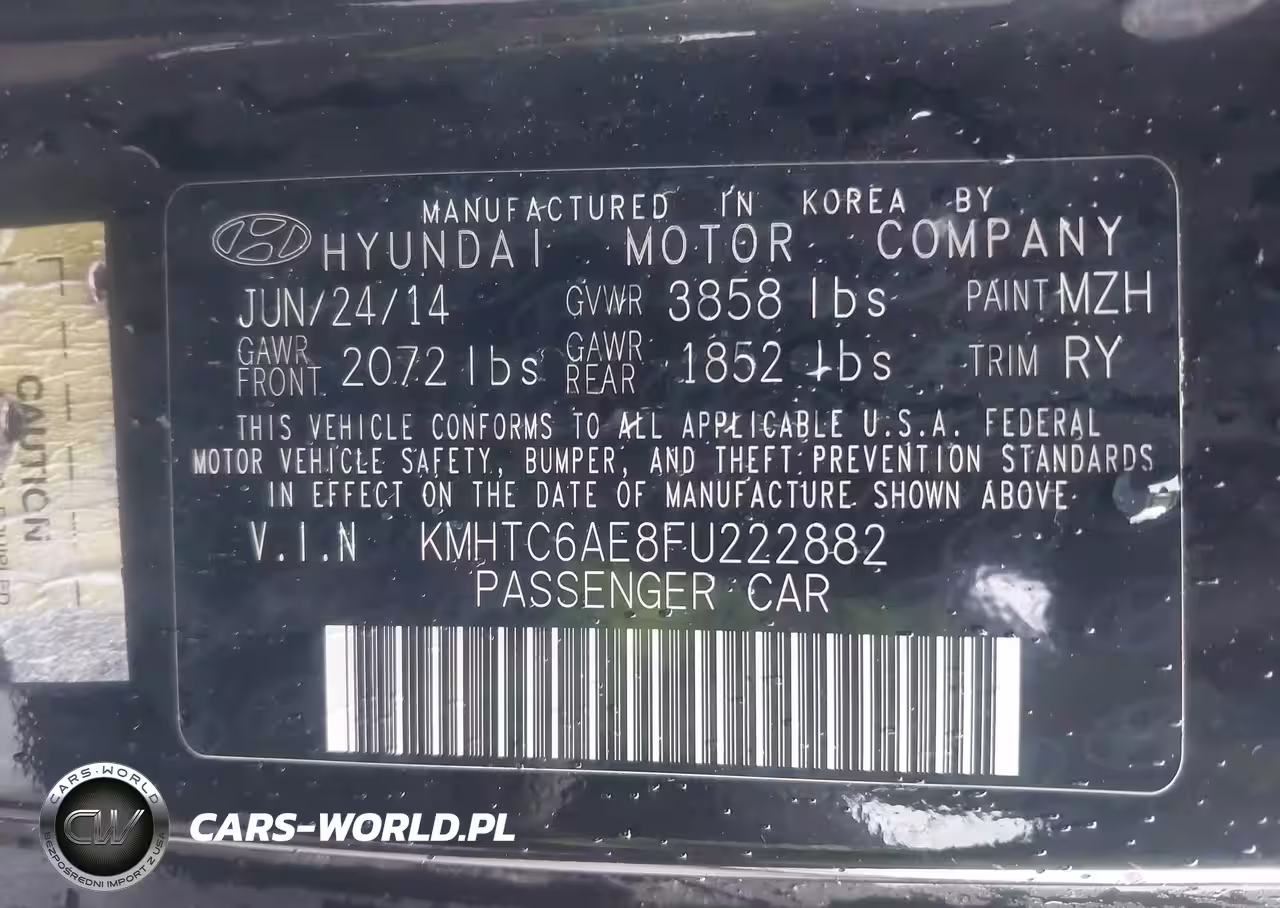 MANUFACTURED IN KOREA BY
HYUNDAI MOTOR COMPANY
JUN/24/14 GVWR 3858 lbs PAINT MZH
GAWR FRONT 2072 lbs GAWR REAR 1852 lbs TRIM RY
THIS VEHICLE CONFORMS TO ALL APPLICABLE U.S.A. FEDERAL
MOTOR VEHICLE SAFETY, BUMPER, AND THEFT PREVENTION STANDARDS
IN EFFECT ON THE DATE OF MANUFACTURE SHOWN ABOVE
V.I.N KMHTC6AE8FU222882
PASSENGER CAR
CAUTION
CARS-WORLD
CW
BEZPOŚREDNI IMPORT Z USA
CARS-WORLD.PL